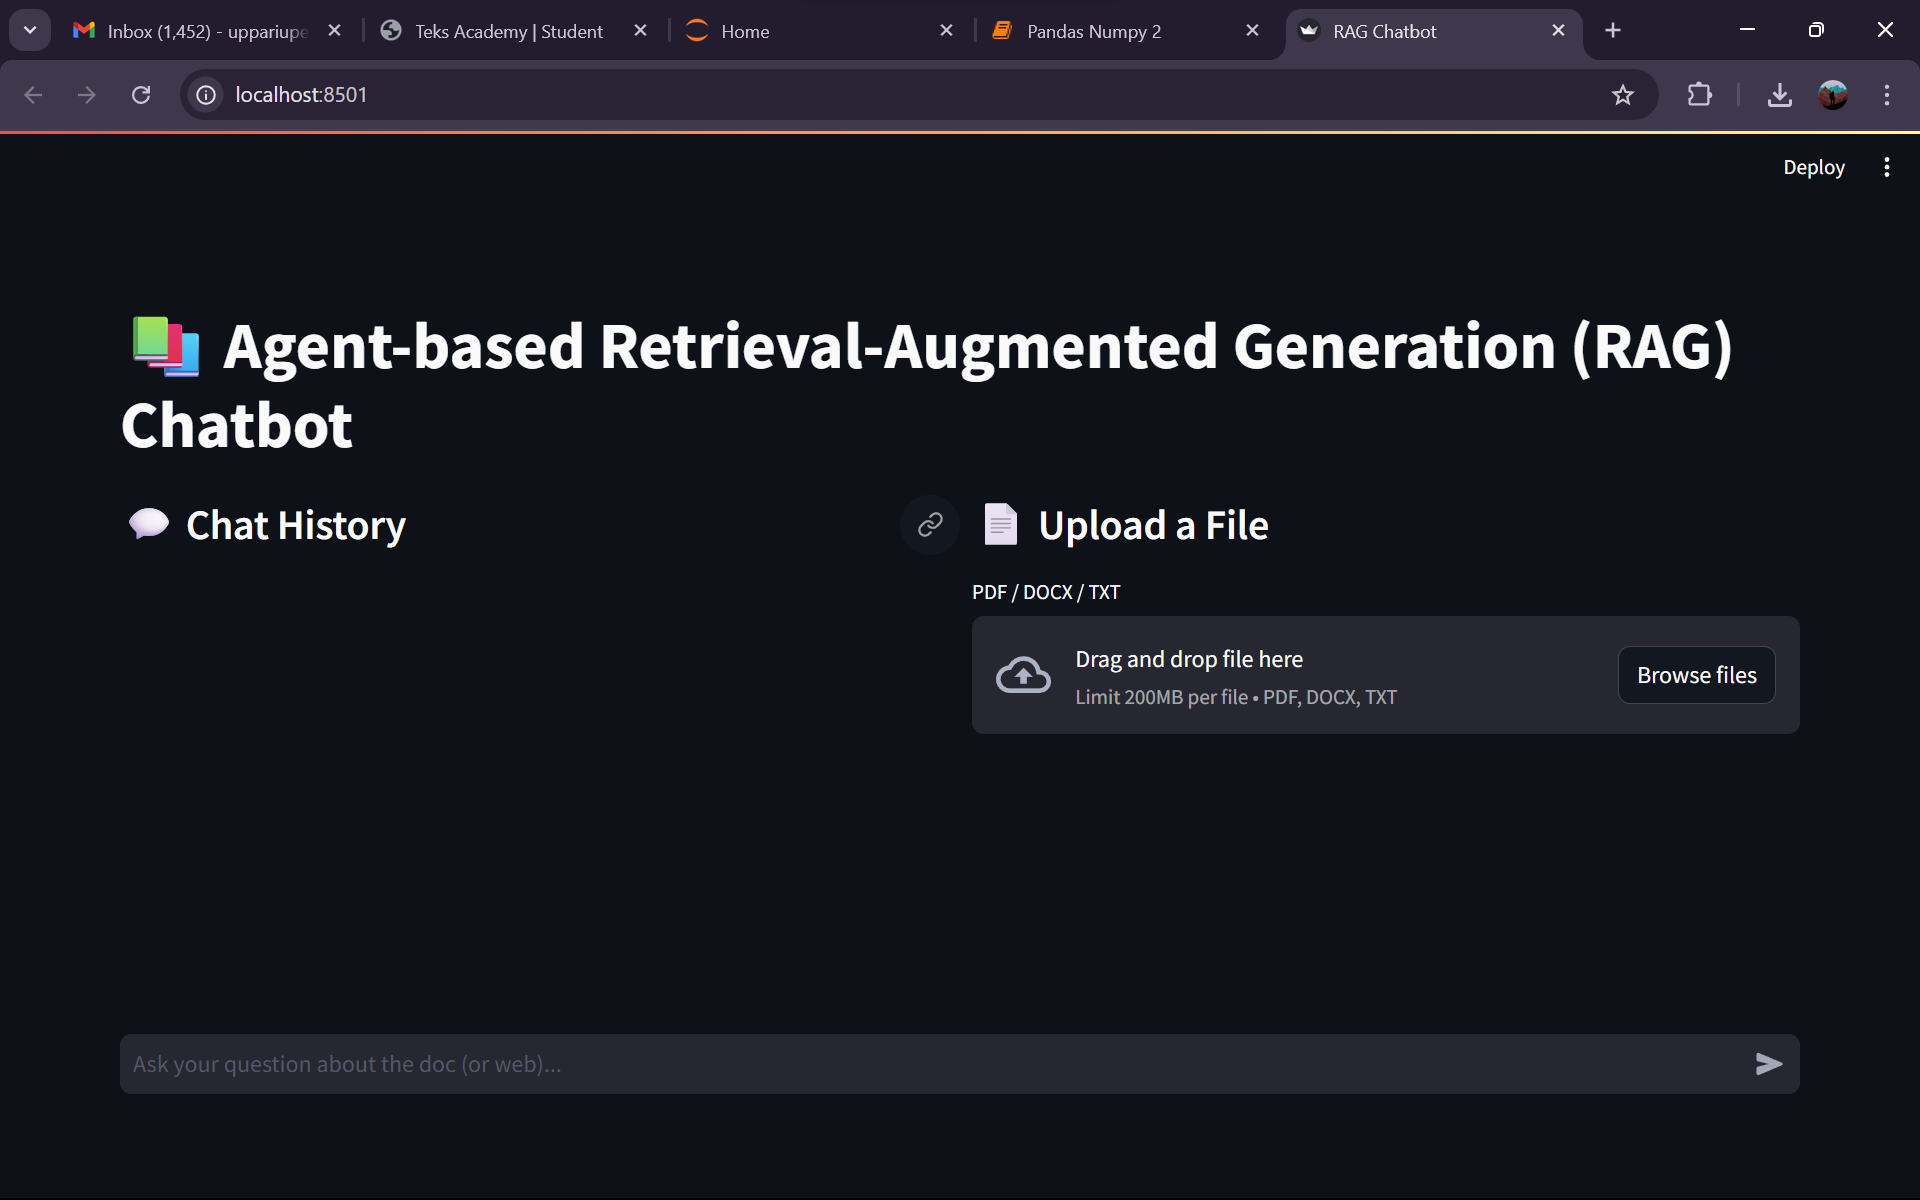 Inbox (1,452) - uppariupe
Teks Academy | Student
Home
Pandas Numpy 2
RAG Chatbot
localhost:8501
Deploy
Agent-based Retrieval-Augmented Generation (RAG)
Chatbot
Chat History
Upload a File
PDF / DOCX / TXT
Drag and drop file here
Limit 200MB per file • PDF, DOCX, TXT
Browse files
Ask your question about the doc (or web)...